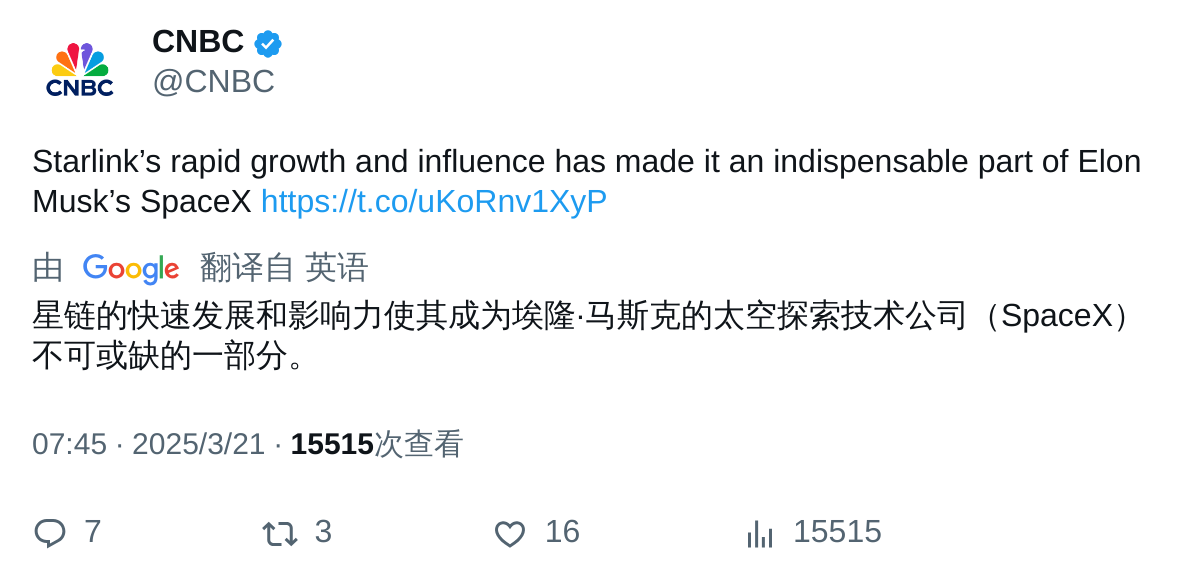 CNBC
CNBC
@CNBC
Starlink’s rapid growth and influence has made it an indispensable part of Elon
Musk’s SpaceX https://t.co/uKoRnv1XyP
由 Google 翻译自 英语
星链的快速发展和影响力使其成为埃隆·马斯克的太空探索技术公司（SpaceX）
不可或缺的一部分。
07:45 · 2025/3/21 · 15515次查看
7 3 16 15515